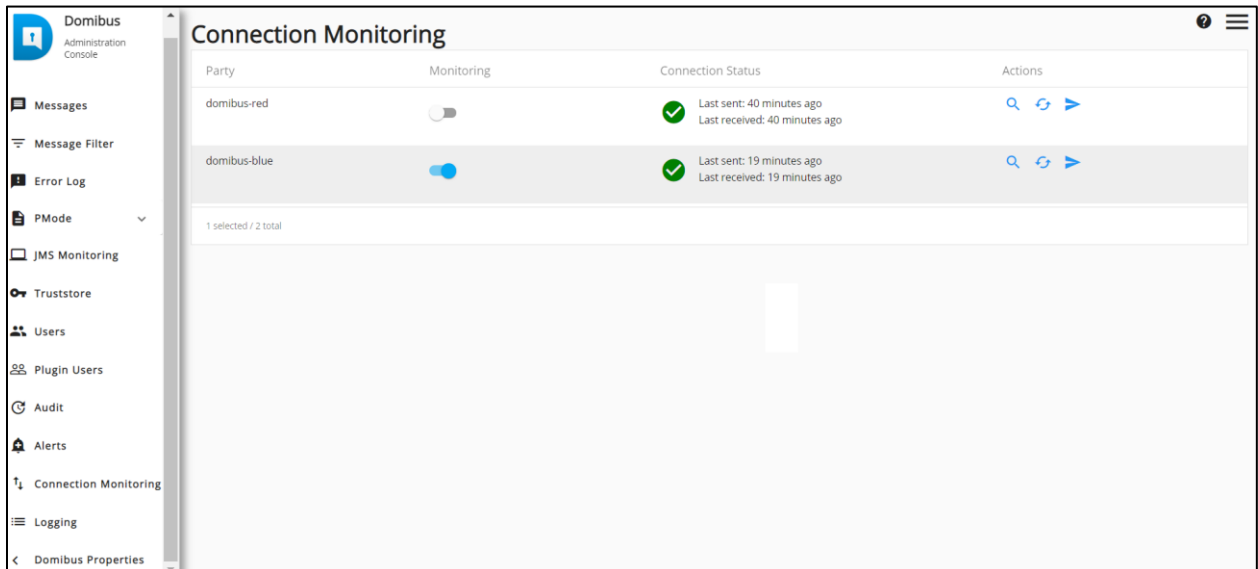 Domibus
Administration
Console
Messages
Message Filter
Error Log
PMode
JMS Monitoring
Truststore
Users
Plugin Users
Audit
Alerts
Connection Monitoring
Logging
Domibus Properties
Connection Monitoring
Party Monitoring Connection Status Actions
domibus-red Last sent: 40 minutes ago
Last received: 40 minutes ago
domibus-blue Last sent: 19 minutes ago
Last received: 19 minutes ago
1 selected / 2 total